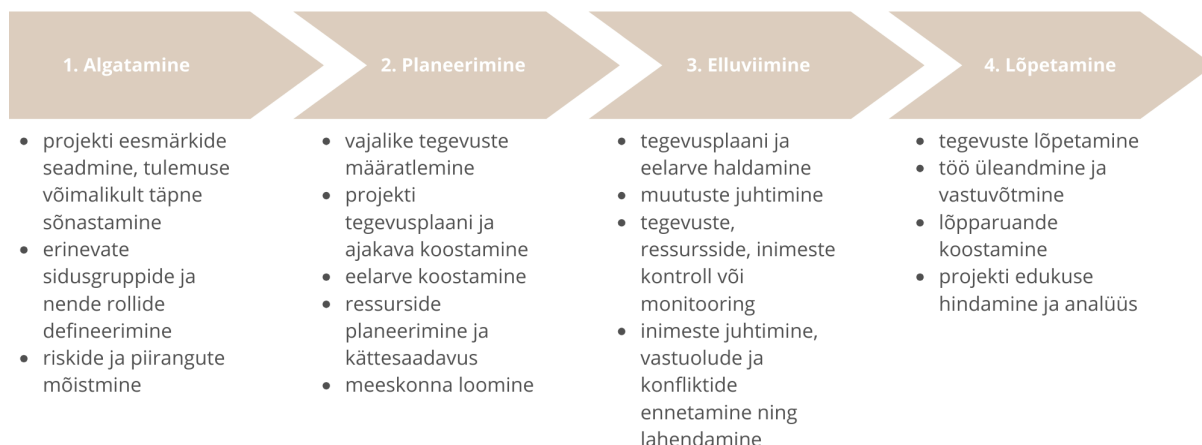 1. Algatamine
projekti eesmärkide
seadmine, tulemuse
võimalikult täpne
sõnastamine
erinevate
sidusgruppide ja
nende rollide
defineerimine
riskide ja piirangute
mõistmine
2. Planeerimine
vajalike tegevuste
määratlemine
projekti
tegevusplaani ja
ajakava koostamine
eelarve koostamine
ressurside
planeerimine ja
kättesaadavus
meeskonna loomine
3. Elluviimine
tegevusplaani ja
eelarve haldamine
muutuste juhtimine
tegevuste,
ressursside, inimeste
kontroll või
monitooring
inimeste juhtimine,
vastuolude ja
konfliktide
ennetamine ning
lahendamine
4. Lõpetamine
tegevuste lõpetamine
töö üleandmine ja
vastuvõtmine
lõpparuande
koostamine
projekti edukuse
hindamine ja analüüs